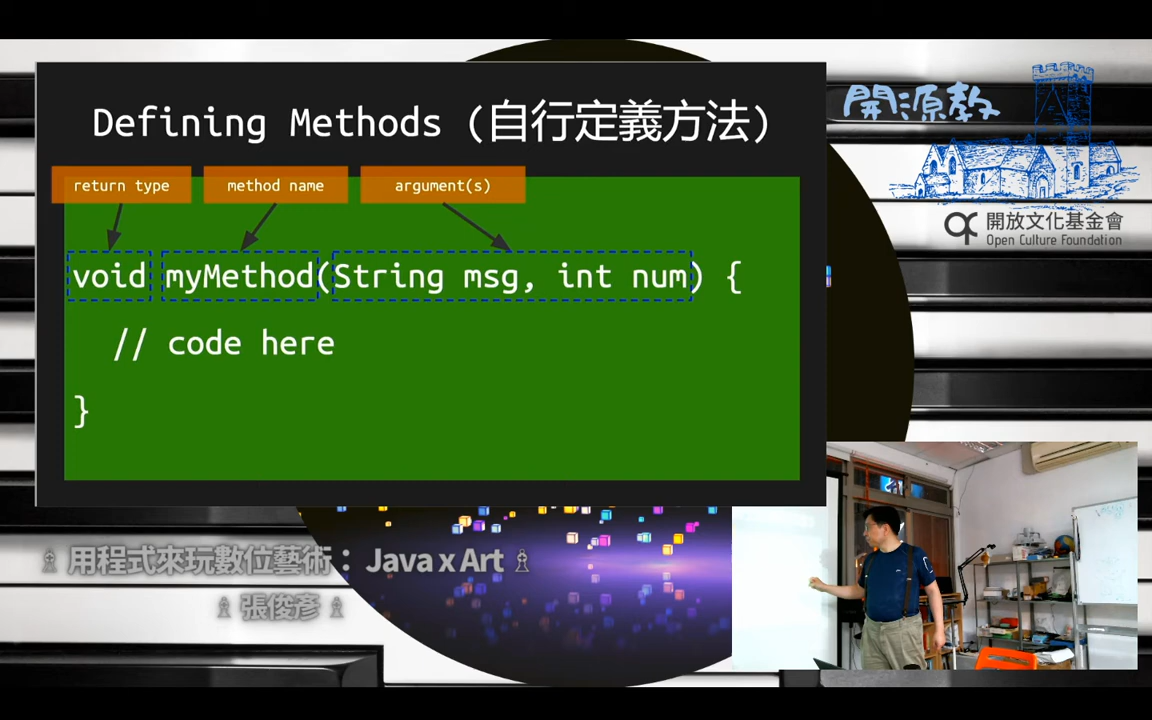 Defining Methods (自行定義方法)
return type
method name
argument(s)
void myMethod(String msg, int num) {
// code here
}
開源教
開放文化基金會
Open Culture Foundation
用程式來玩數位藝術：Java x Art
張俊彥